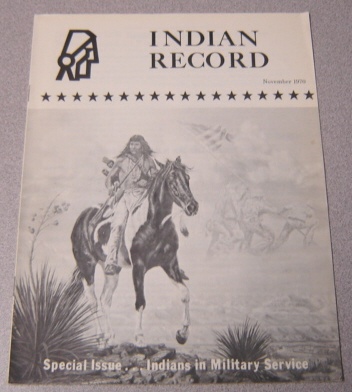 INDIAN
RECORD
November 1970
Special Issue... Indians in Military Service